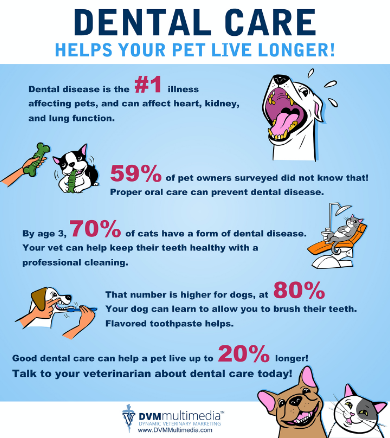 DENTAL CARE
HELPS YOUR PET LIVE LONGER!
Dental disease is the #1 illness
affecting pets, and can affect heart, kidney,
and lung function.
59% of pet owners surveyed did not know that!
Proper oral care can prevent dental disease.
By age 3, 70% of cats have a form of dental disease.
Your vet can help keep their teeth healthy with a
professional cleaning.
That number is higher for dogs, at 80%
Your dog can learn to allow you to brush their teeth.
Flavored toothpaste helps.
Good dental care can help a pet live up to 20% longer!
Talk to your veterinarian about dental care today!
DVMmultimedia™
DYNAMIC VETERINARY MARKETING
www.DVMMultimedia.com